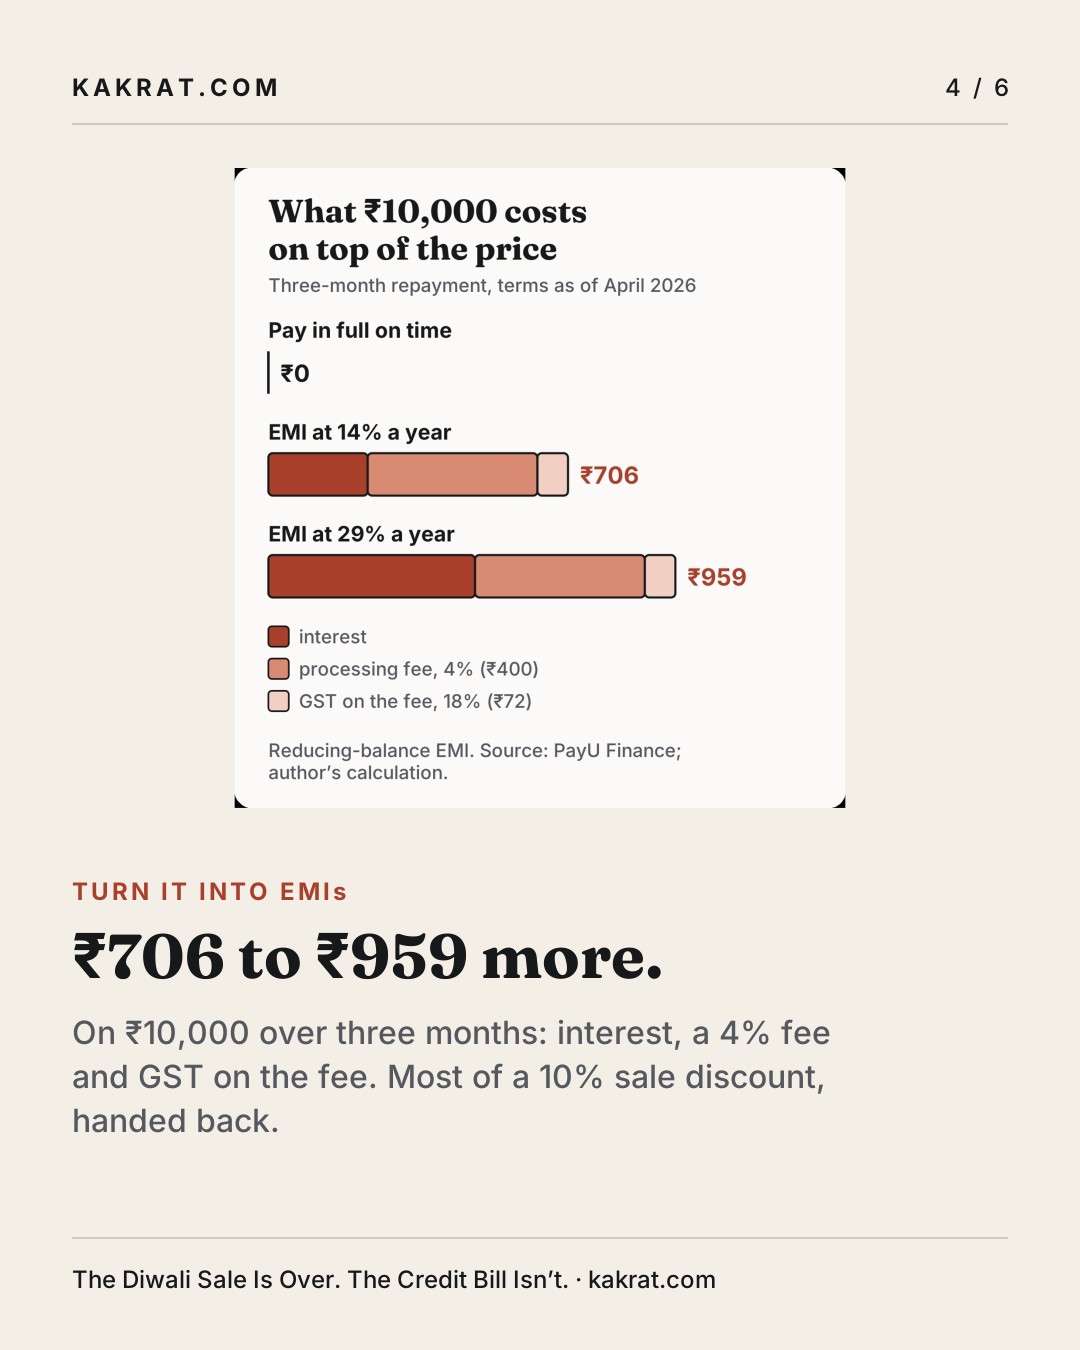 KAKRAT.COM
4 / 6
What ₹10,000 costs
on top of the price
Three-month repayment, terms as of April 2026
Pay in full on time
₹0
EMI at 14% a year
₹706
EMI at 29% a year
₹959
interest
processing fee, 4% (₹400)
GST on the fee, 18% (₹72)
Reducing-balance EMI. Source: PayU Finance;
author’s calculation.
TURN IT INTO EMIs
₹706 to ₹959 more.
On ₹10,000 over three months: interest, a 4% fee
and GST on the fee. Most of a 10% sale discount,
handed back.
The Diwali Sale Is Over. The Credit Bill Isn’t. · kakrat.com